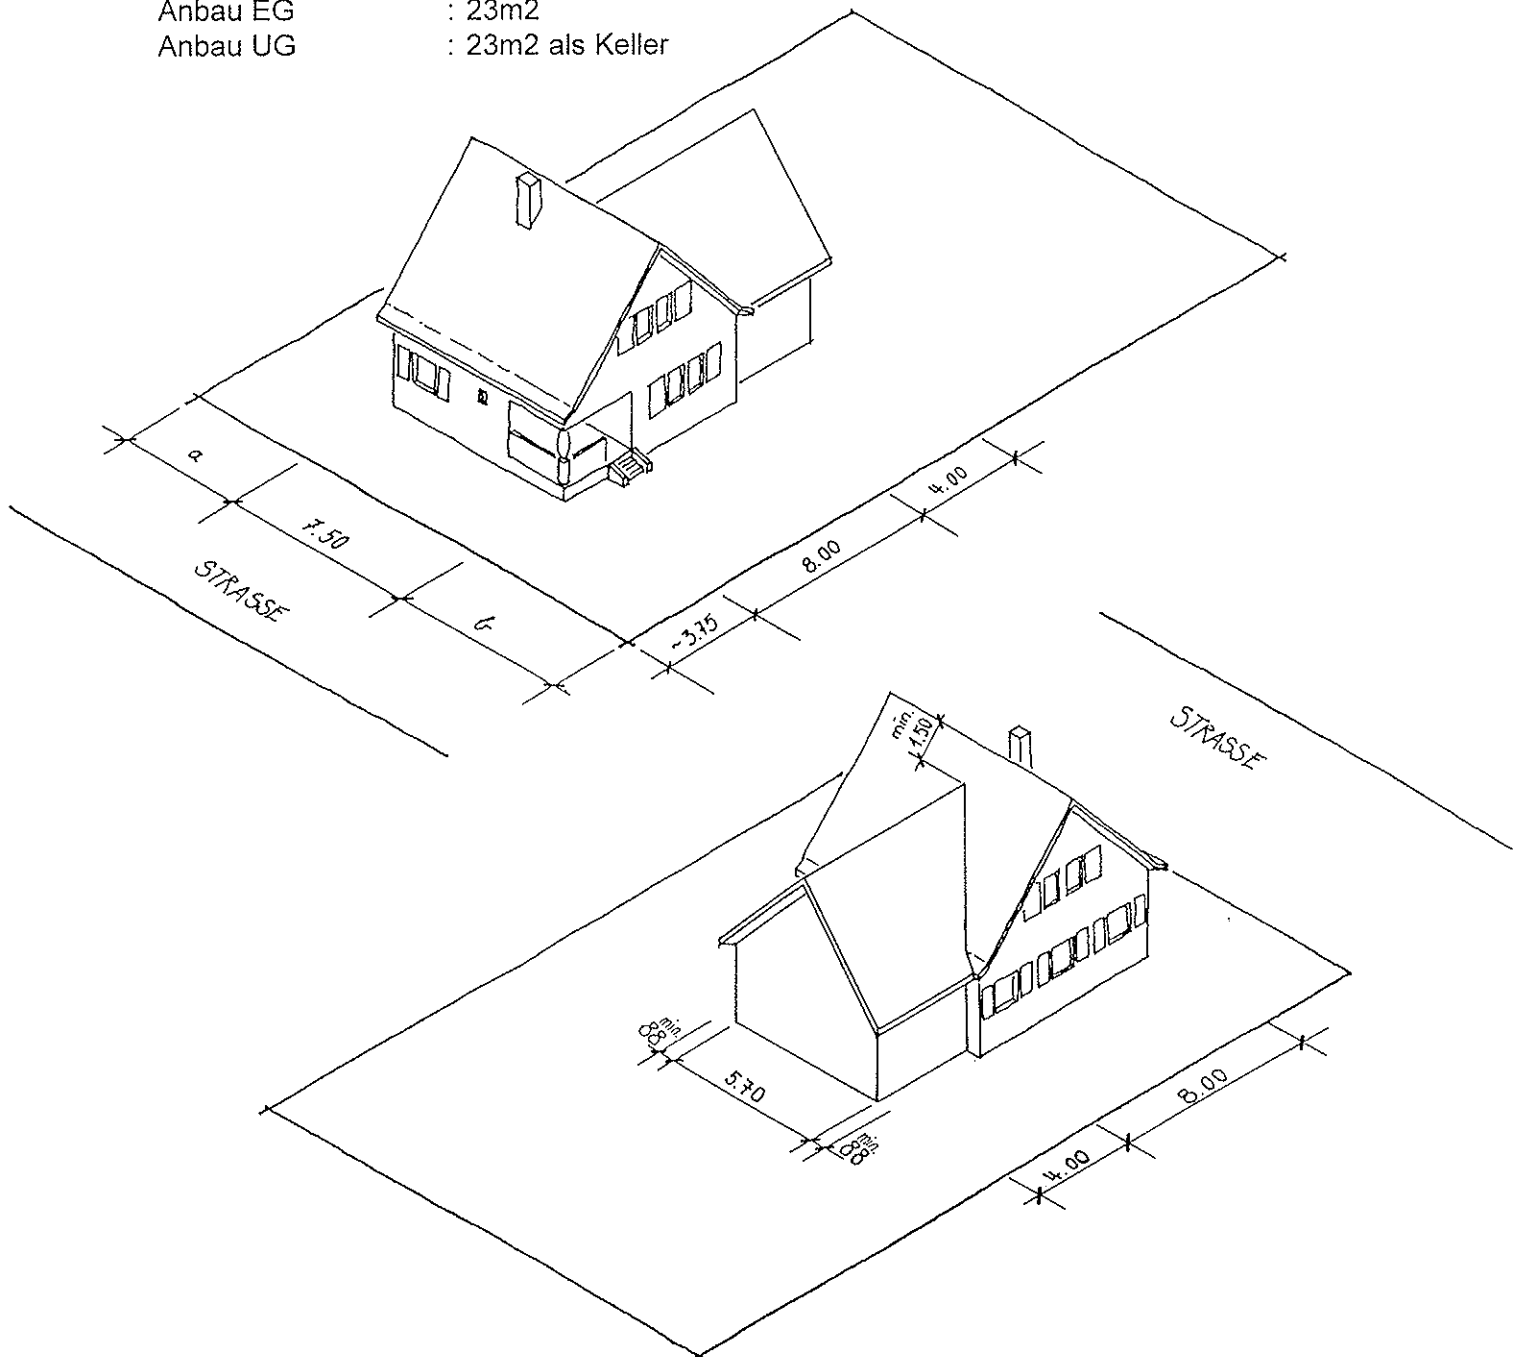 Anbau EG : 23m2
Anbau UG : 23m2 als Keller
a
7.50
STRASSE
b
4.00
8.00
~3.75
min.
1.50
STRASSE
min.
88
5.70
min.
88
8.00
4.00